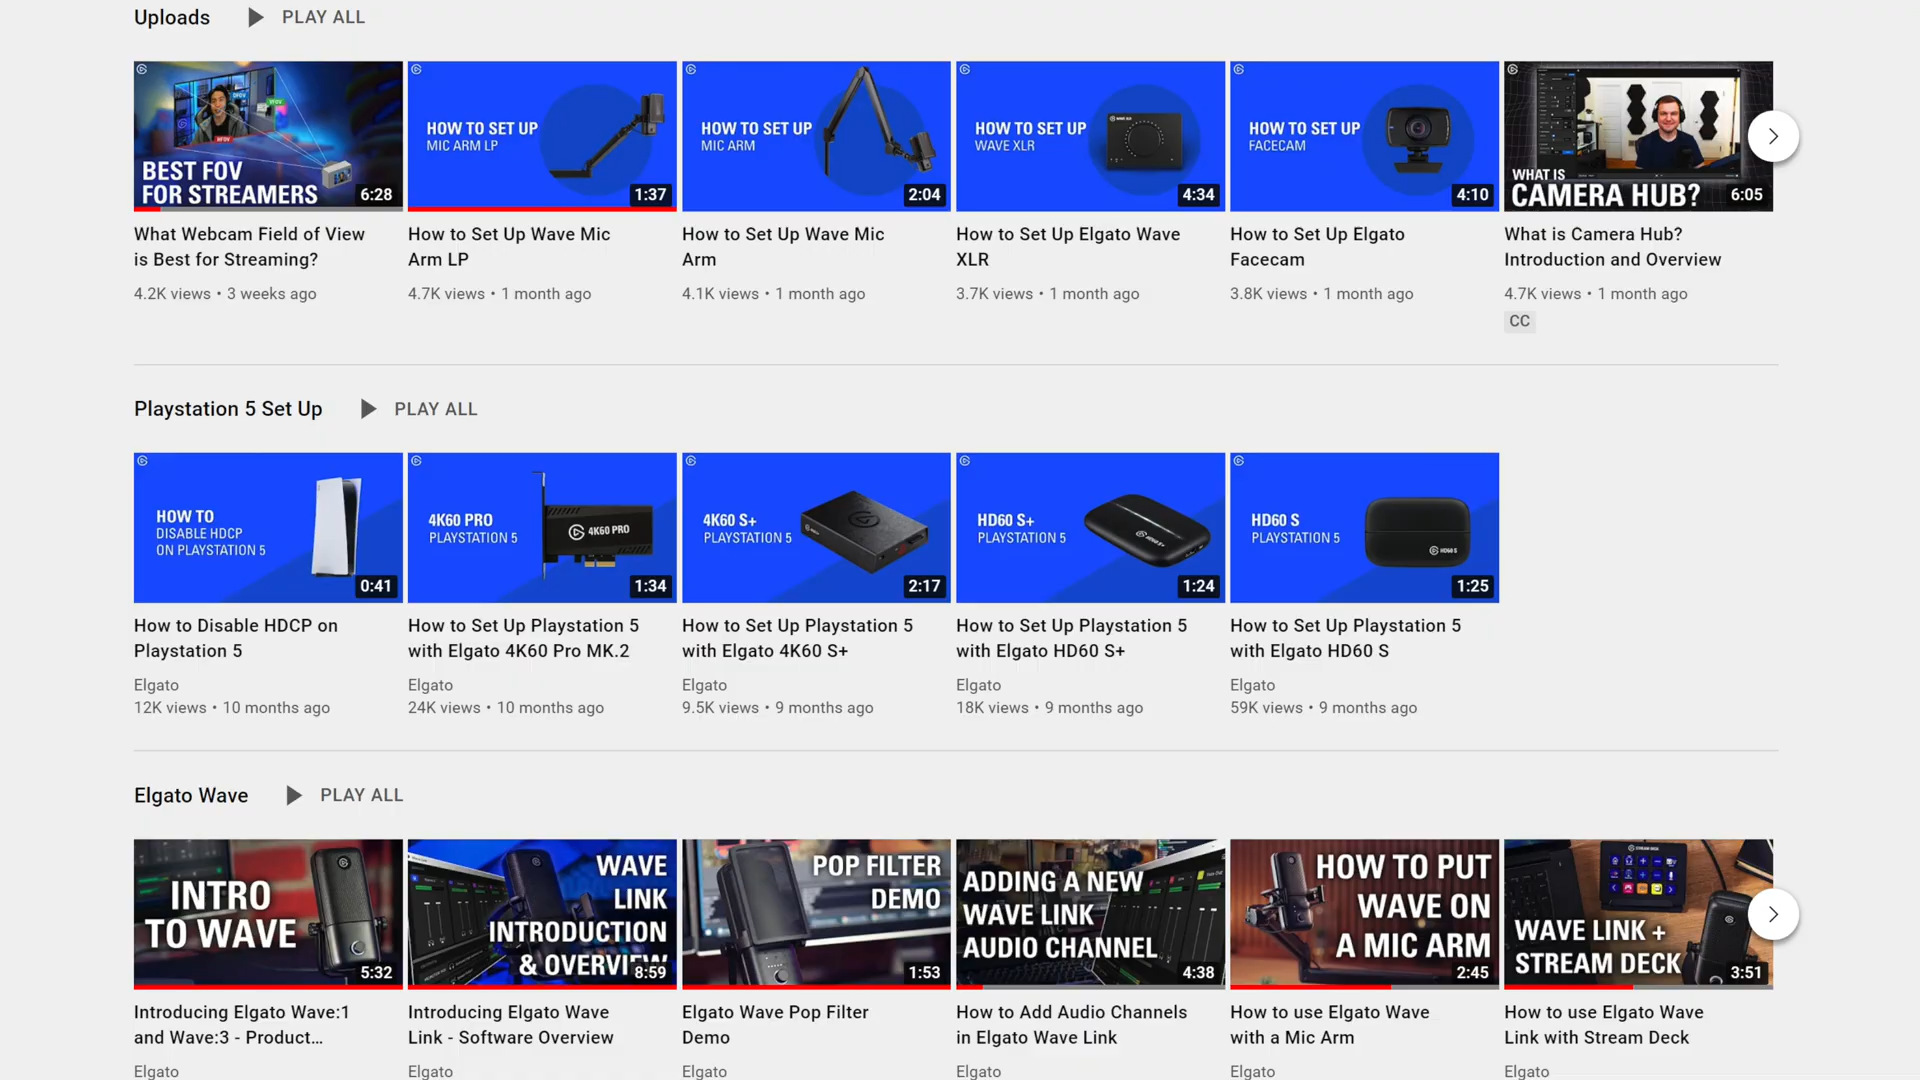 Uploads PLAY ALL
BEST FOV
FOR STREAMERS
6:28
HOW TO SET UP
MIC ARM LP
1:37
HOW TO SET UP
MIC ARM
2:04
HOW TO SET UP
WAVE XLR
4:34
HOW TO SET UP
FACECAM
4:10
WHAT IS
CAMERA HUB?
6:05
What Webcam Field of View
is Best for Streaming?
4.2K views • 3 weeks ago
How to Set Up Wave Mic
Arm LP
4.7K views • 1 month ago
How to Set Up Wave Mic
Arm
4.1K views • 1 month ago
How to Set Up Elgato Wave
XLR
3.7K views • 1 month ago
How to Set Up Elgato
Facecam
3.8K views • 1 month ago
What is Camera Hub?
Introduction and Overview
4.7K views • 1 month ago
CC
Playstation 5 Set Up PLAY ALL
HOW TO
DISABLE HDCP
ON PLAYSTATION 5
0:41
4K60 PRO
PLAYSTATION 5
4K60 PRO
1:34
4K60 S+
PLAYSTATION 5
2:17
HD60 S+
PLAYSTATION 5
1:24
HD60 S
PLAYSTATION 5
HD60 S
1:25
How to Disable HDCP on
Playstation 5
Elgato
12K views • 10 months ago
How to Set Up Playstation 5
with Elgato 4K60 Pro MK.2
Elgato
24K views • 10 months ago
How to Set Up Playstation 5
with Elgato 4K60 S+
Elgato
9.5K views • 9 months ago
How to Set Up Playstation 5
with Elgato HD60 S+
Elgato
18K views • 9 months ago
How to Set Up Playstation 5
with Elgato HD60 S
Elgato
59K views • 9 months ago
Elgato Wave PLAY ALL
INTRO
TO WAVE
5:32
WAVE
LINK
INTRODUCTION
& OVERVIEW
8:59
POP FILTER
DEMO
1:53
ADDING A NEW
WAVE LINK
AUDIO CHANNEL
4:38
HOW TO PUT
WAVE ON
A MIC ARM
2:45
WAVE LINK +
STREAM DECK
3:51
Introducing Elgato Wave:1
and Wave:3 - Product...
Elgato
Introducing Elgato Wave
Link - Software Overview
Elgato
Elgato Wave Pop Filter
Demo
Elgato
How to Add Audio Channels
in Elgato Wave Link
Elgato
How to use Elgato Wave
with a Mic Arm
Elgato
How to use Elgato Wave
Link with Stream Deck
Elgato